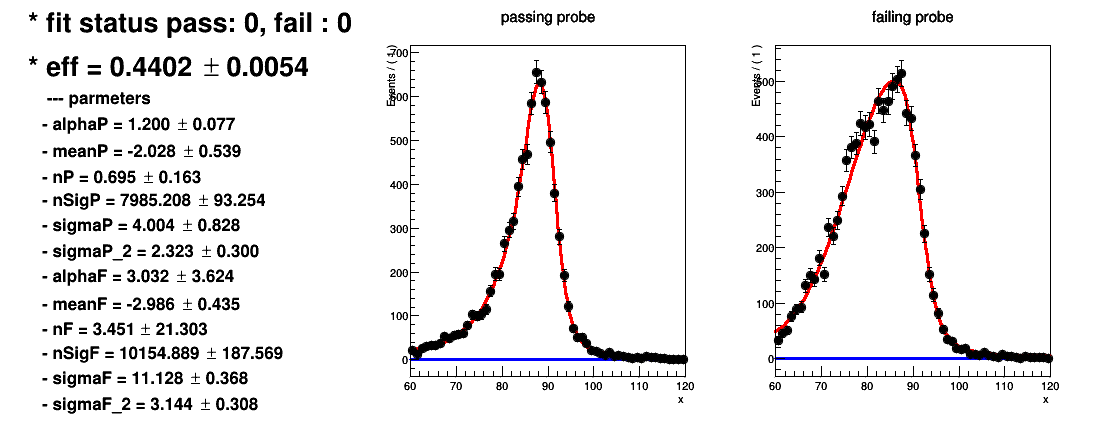 * fit status pass: 0, fail : 0
* eff = 0.4402 ± 0.0054
--- parmeters
- alphaP = 1.200 ± 0.077
- meanP = -2.028 ± 0.539
- nP = 0.695 ± 0.163
- nSigP = 7985.208 ± 93.254
- sigmaP = 4.004 ± 0.828
- sigmaP_2 = 2.323 ± 0.300
- alphaF = 3.032 ± 3.624
- meanF = -2.986 ± 0.435
- nF = 3.451 ± 21.303
- nSigF = 10154.889 ± 187.569
- sigmaF = 11.128 ± 0.368
- sigmaF_2 = 3.144 ± 0.308
passing probe
Events / ( 1 )
700
600
500
400
300
200
100
0
60 70 80 90 100 110 120
x
failing probe
Events / ( 1 )
500
400
300
200
100
0
60 70 80 90 100 110 120
x